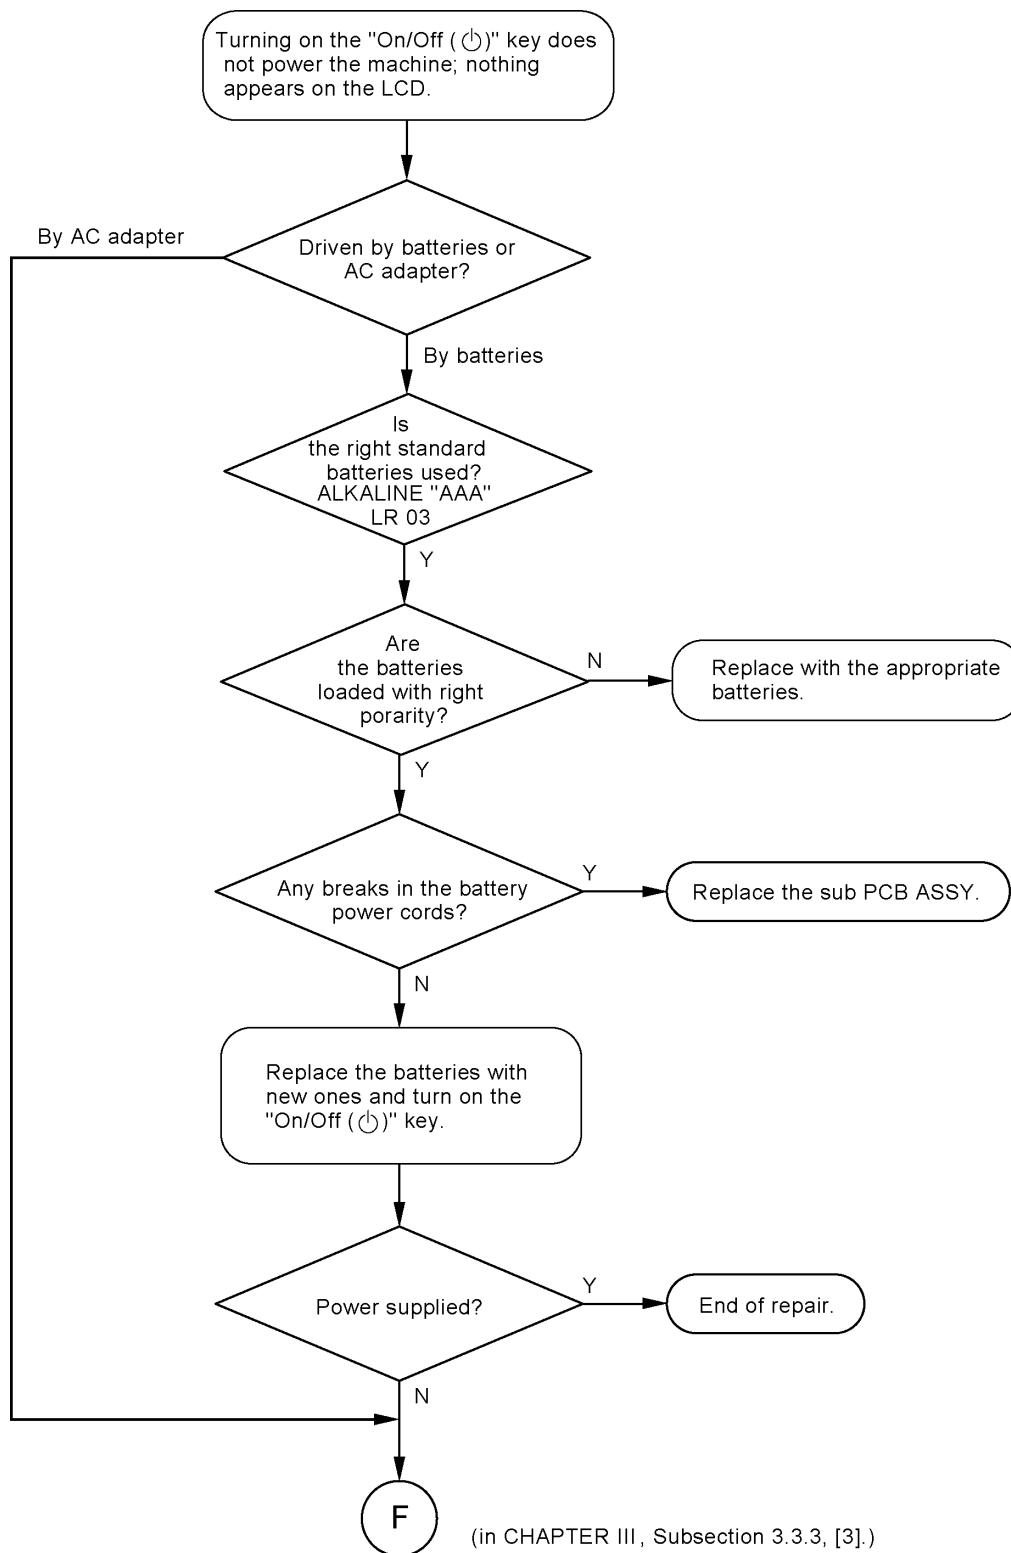 Turning on the "On/Off (⏻)" key does
not power the machine; nothing
appears on the LCD.
By AC adapter
Driven by batteries or
AC adapter?
By batteries
Is
the right standard
batteries used?
ALKALINE "AAA"
LR 03
Y
Are
the batteries
loaded with right
porarity?
N
Replace with the appropriate
batteries.
Y
Any breaks in the battery
power cords?
Y
Replace the sub PCB ASSY.
N
Replace the batteries with
new ones and turn on the
"On/Off (⏻)" key.
Power supplied?
Y
End of repair.
N
F
(in CHAPTER III, Subsection 3.3.3, [3].)